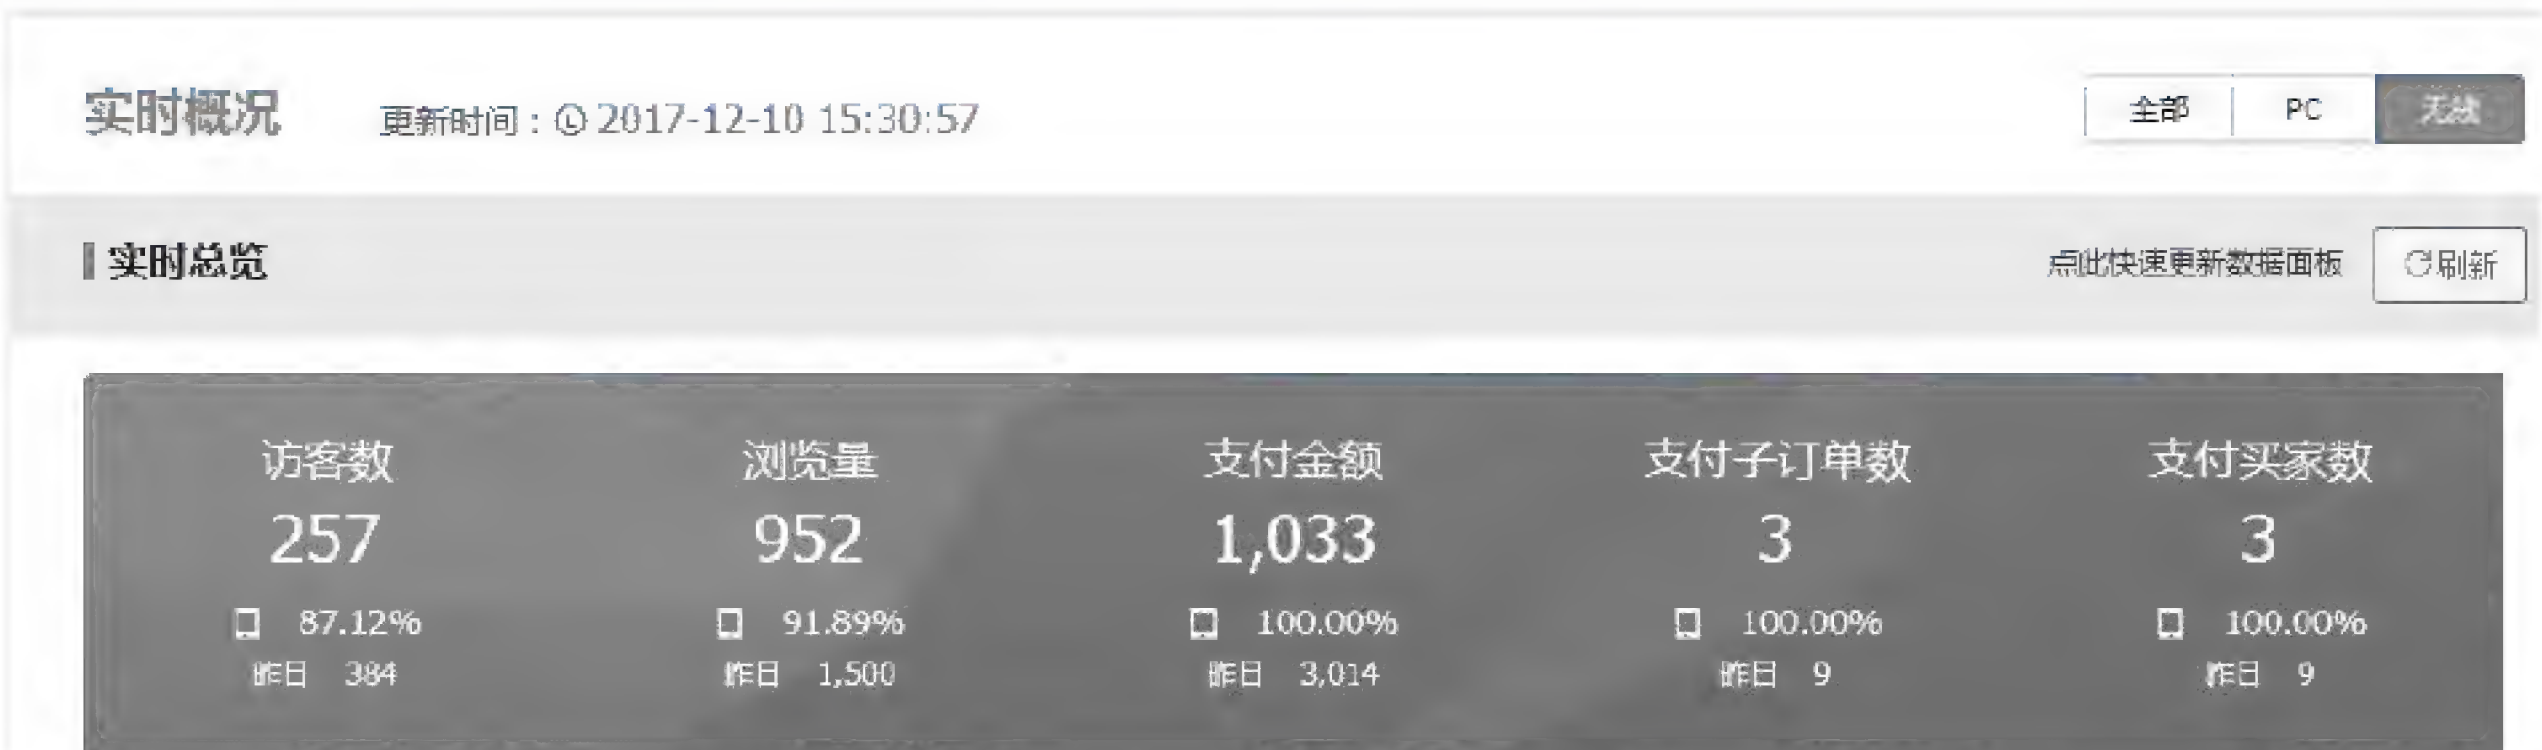 实时概况 更新时间：2017-12-10 15:30:57 全部 PC 无线
实时总览 点此快速更新数据面板 刷新
访客数 浏览量 支付金额 支付子订单数 支付买家数
257 952 1,033 3 3
87.12% 91.89% 100.00% 100.00% 100.00%
昨日 384 昨日 1,500 昨日 3,014 昨日 9 昨日 9